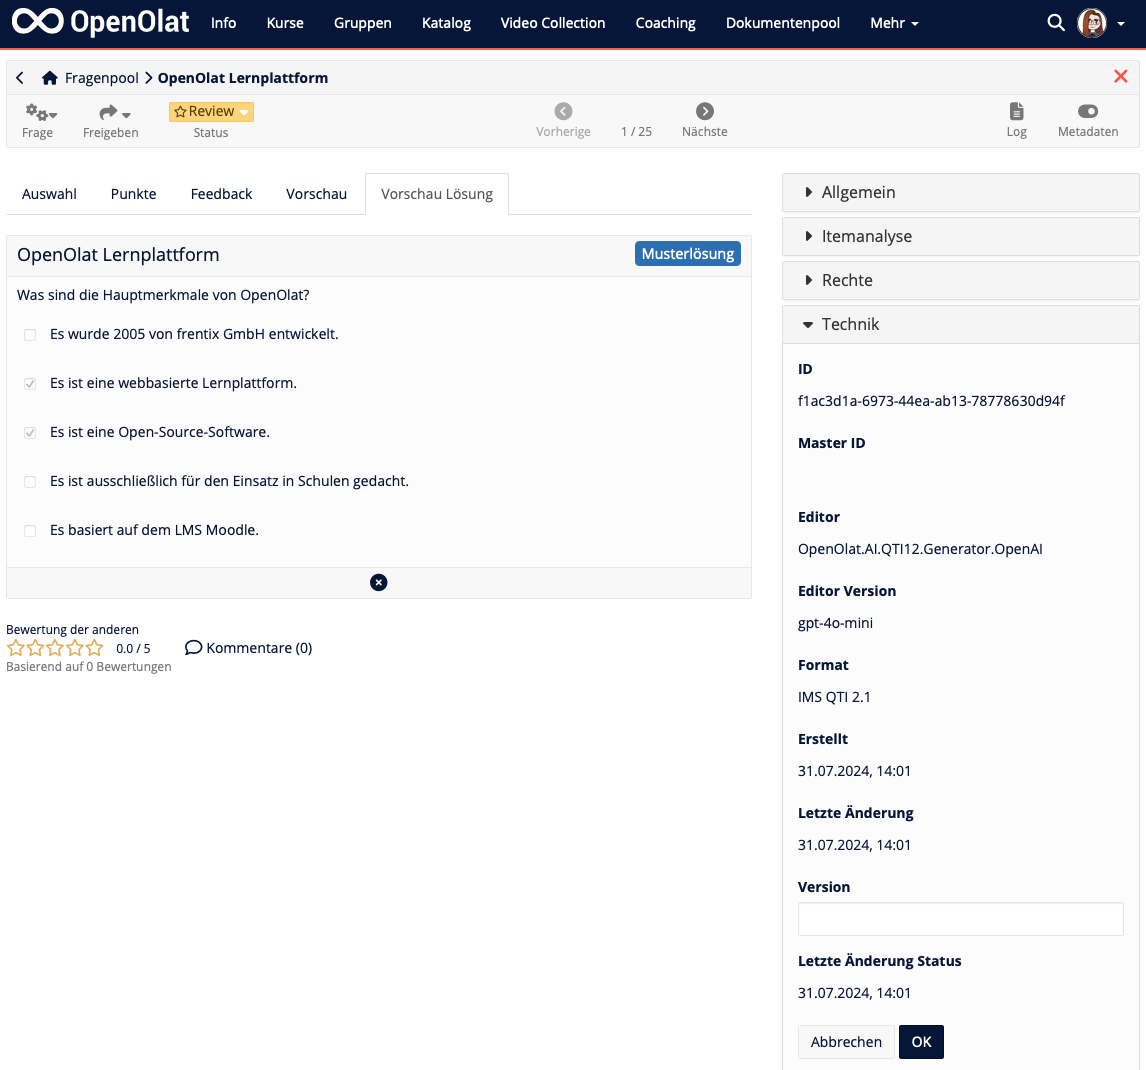 OpenOlat Info Kurse Gruppen Katalog Video Collection Coaching Dokumentenpool Mehr
Fragenpool OpenOlat Lernplattform
Frage Freigeben Review Status Vorherige 1 / 25 Nächste Log Metadaten
Auswahl Punkte Feedback Vorschau Vorschau Lösung
OpenOlat Lernplattform Musterlösung
Was sind die Hauptmerkmale von OpenOlat?
Es wurde 2005 von frentix GmbH entwickelt.
Es ist eine webbasierte Lernplattform.
Es ist eine Open-Source-Software.
Es ist ausschließlich für den Einsatz in Schulen gedacht.
Es basiert auf dem LMS Moodle.
Bewertung der anderen
0.0 / 5 Kommentare (0)
Basierend auf 0 Bewertungen
Allgemein
Itemanalyse
Rechte
Technik
ID
f1ac3d1a-6973-44ea-ab13-78778630d94f
Master ID
Editor
OpenOlat.AI.QTI12.Generator.OpenAI
Editor Version
gpt-4o-mini
Format
IMS QTI 2.1
Erstellt
31.07.2024, 14:01
Letzte Änderung
31.07.2024, 14:01
Version
Letzte Änderung Status
31.07.2024, 14:01
Abbrechen OK